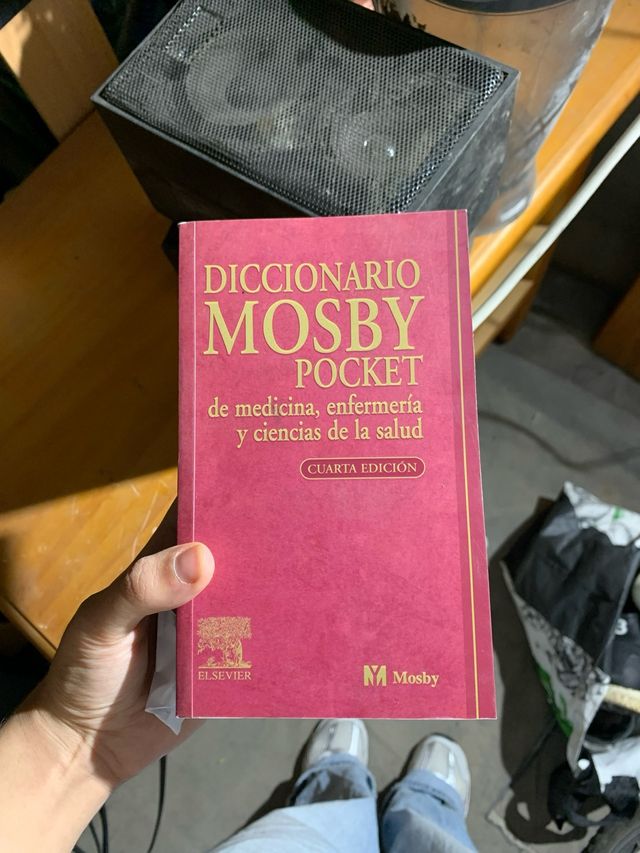 DICCIONARIO
MOSBY
POCKET
de medicina, enfermería
y ciencias de la salud
CUARTA EDICIÓN
ELSEVIER
M Mosby